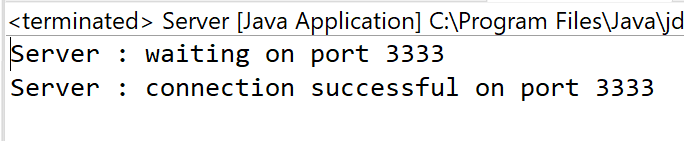 <terminated> Server [Java Application] C:\Program Files\Java\jd
Server : waiting on port 3333
Server : connection successful on port 3333